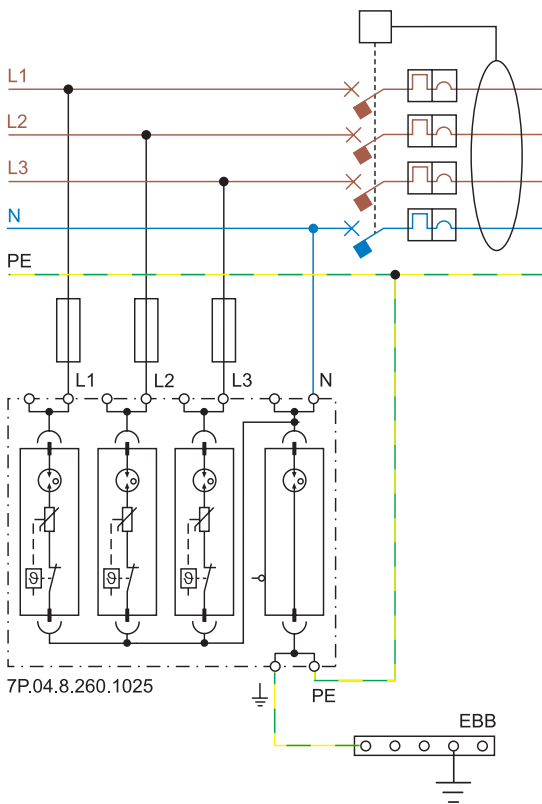 L1
L2
L3
N
PE
L1 L2 L3 N
ϑ ϑ ϑ
7P.04.8.260.1025
PE
EBB